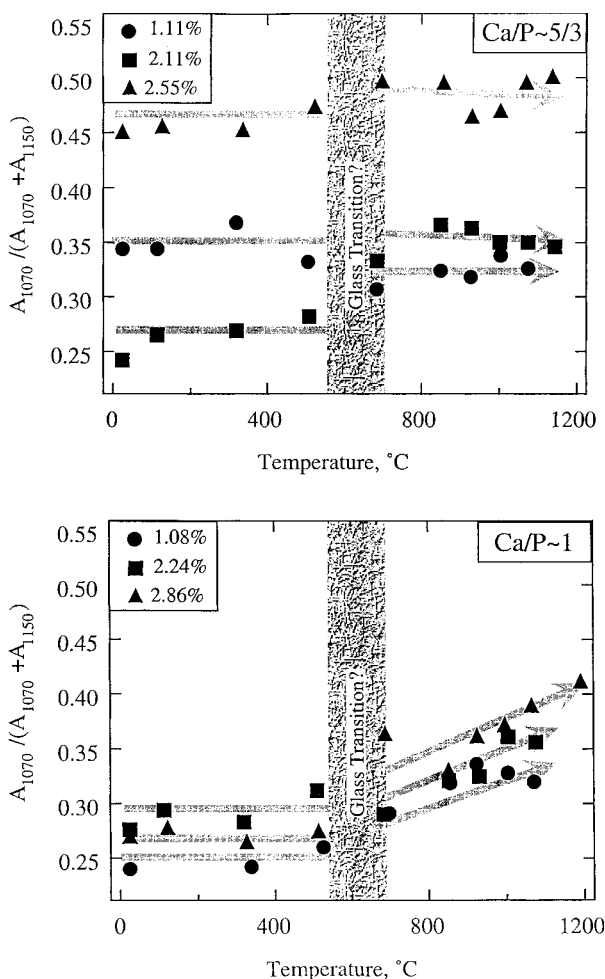 0.55
1.11%
2.11%
2.55%
Ca/P~5/3
0.50
0.45
0.40
0.35
0.30
0.25
A1070 /(A1070 +A1150)
Glass Transition?
0 400 800 1200
Temperature, ˚C
0.55
1.08%
2.24%
2.86%
Ca/P~1
0.50
0.45
0.40
0.35
0.30
0.25
A1070 /(A1070 +A1150)
Glass Transition?
0 400 800 1200
Temperature, ˚C